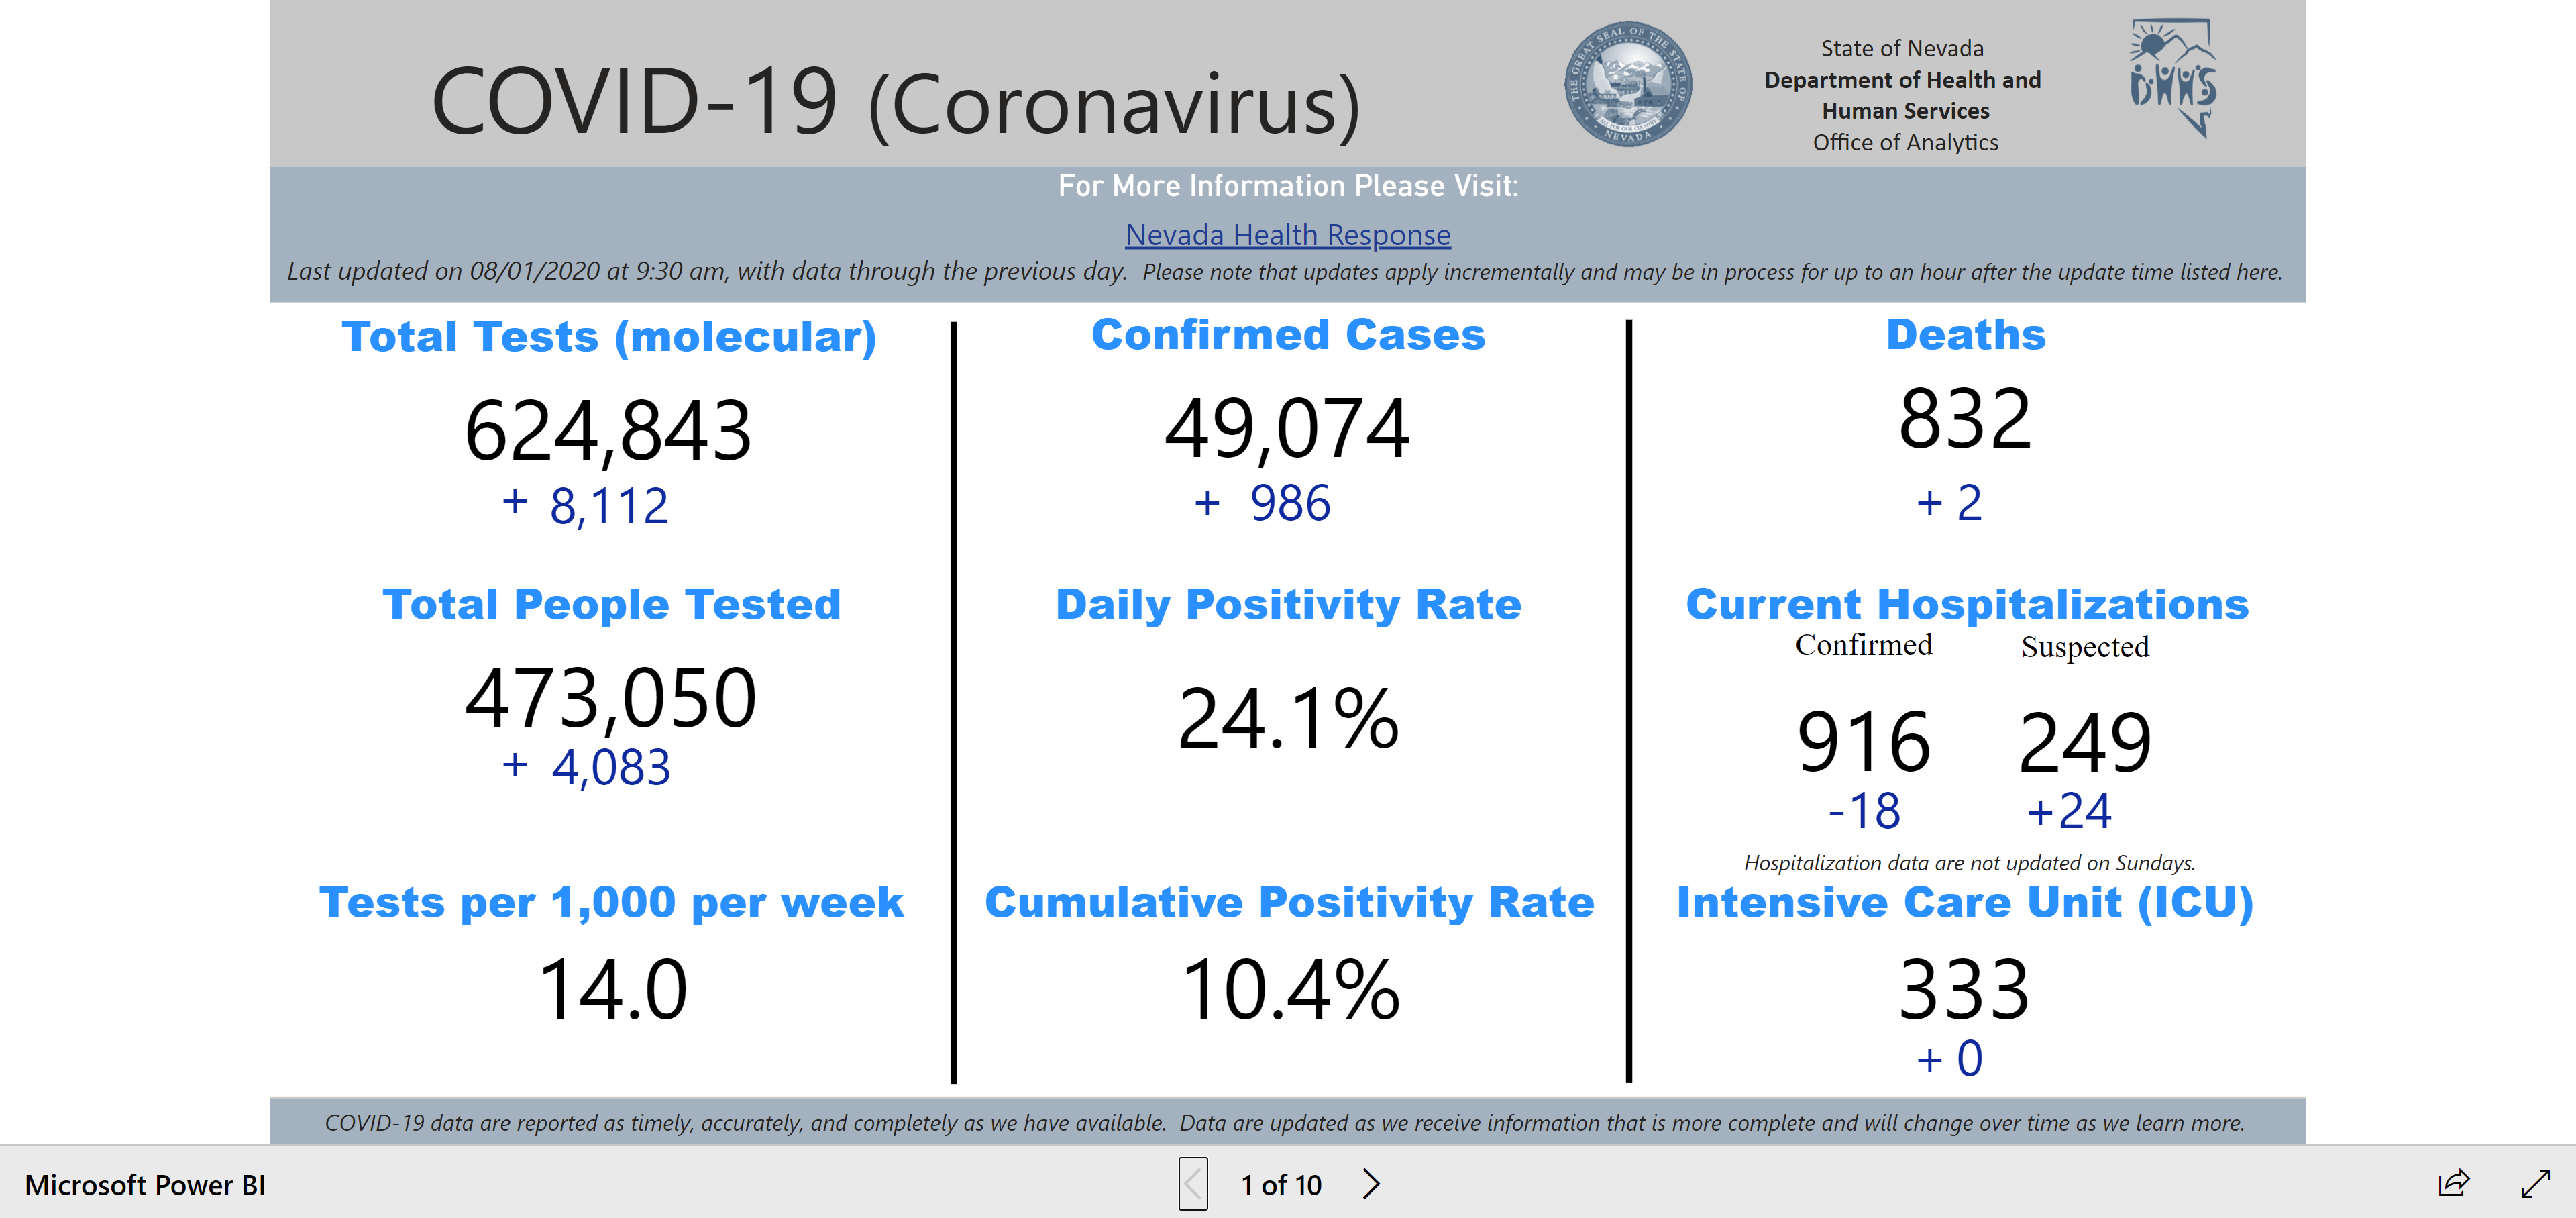 COVID-19 (Coronavirus)
THE GREAT SEAL OF THE STATE OF
ALL FOR OUR COUNTRY
NEVADA
State of Nevada
Department of Health and
Human Services
Office of Analytics
DHHS
For More Information Please Visit:
Nevada Health Response
Last updated on 08/01/2020 at 9:30 am, with data through the previous day. Please note that updates apply incrementally and may be in process for up to an hour after the update time listed here.
Total Tests (molecular)
624,843
+ 8,112
Total People Tested
473,050
+ 4,083
Tests per 1,000 per week
14.0
Confirmed Cases
49,074
+ 986
Daily Positivity Rate
24.1%
Cumulative Positivity Rate
10.4%
Deaths
832
+ 2
Current Hospitalizations
Confirmed Suspected
916 249
-18 +24
Hospitalization data are not updated on Sundays.
Intensive Care Unit (ICU)
333
+ 0
COVID-19 data are reported as timely, accurately, and completely as we have available. Data are updated as we receive information that is more complete and will change over time as we learn more.
Microsoft Power BI
1 of 10